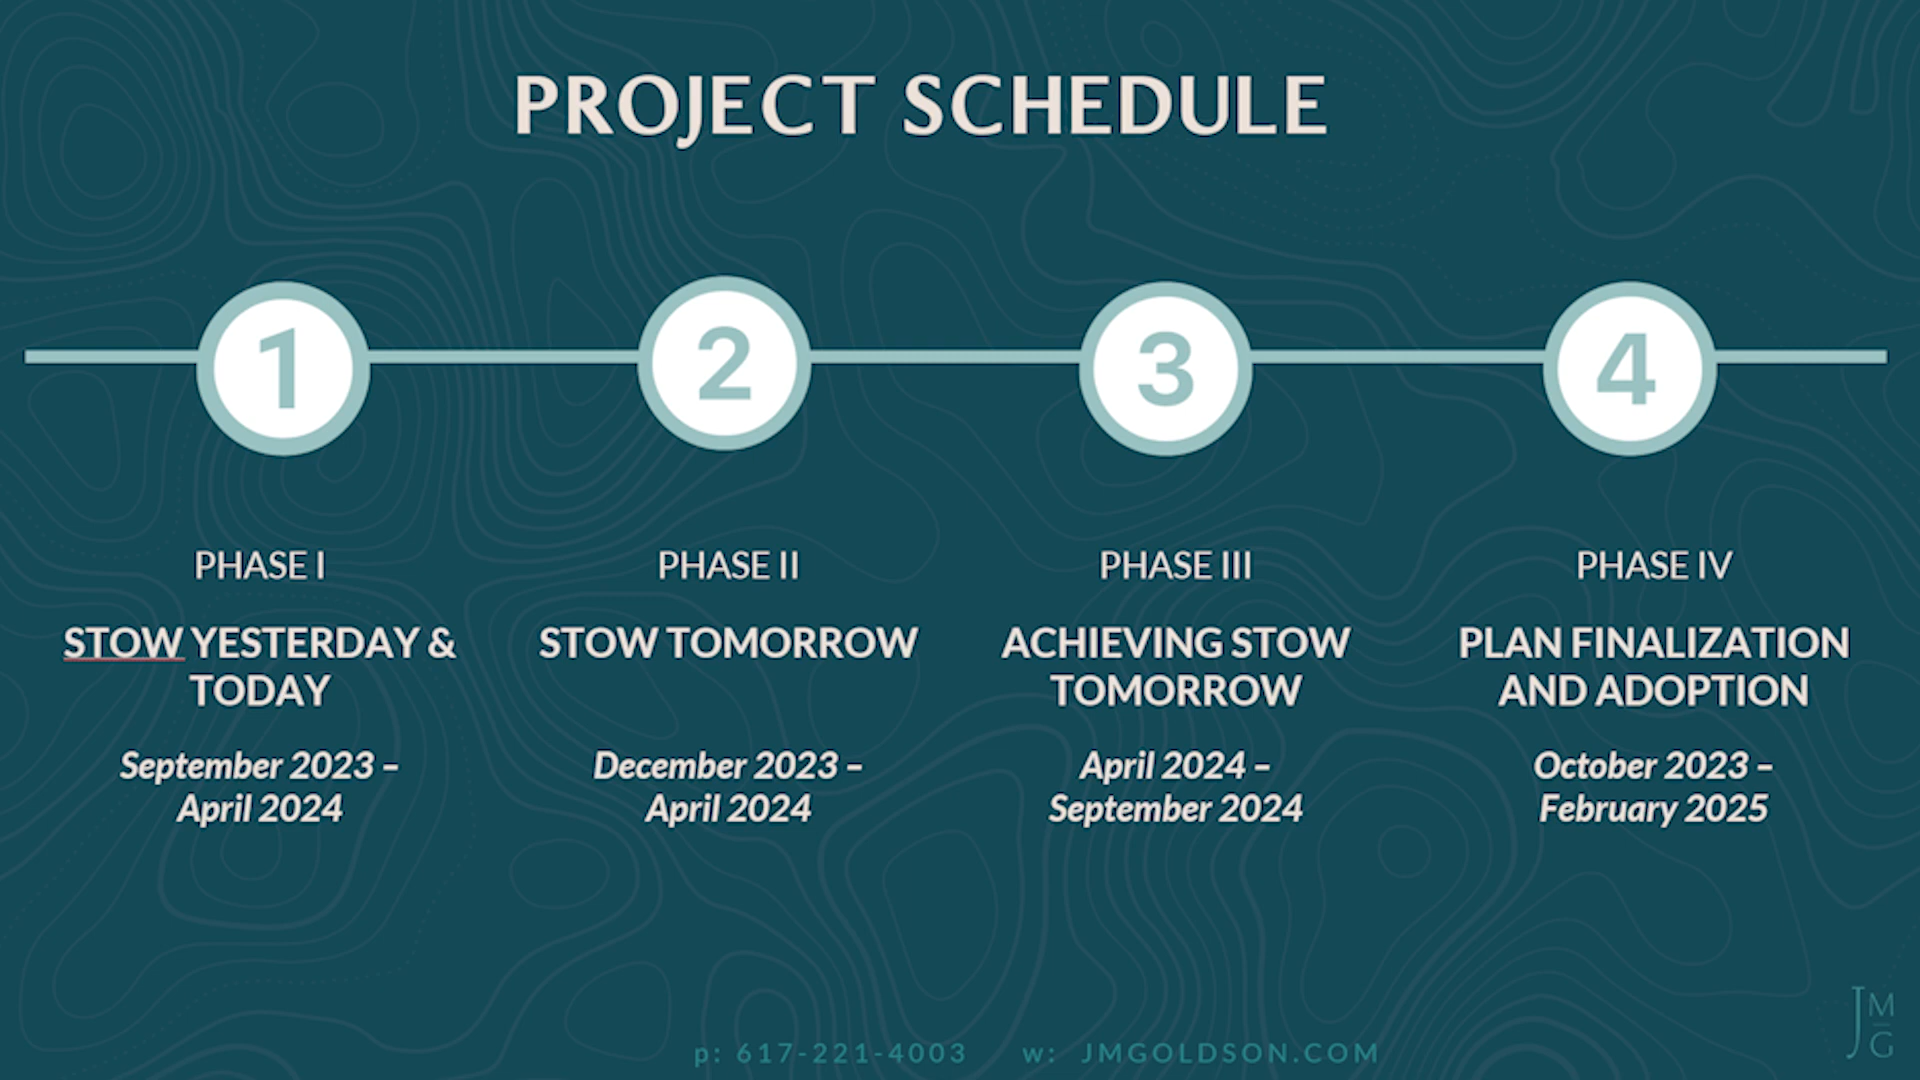 PROJECT SCHEDULE
1
2
3
4
PHASE I
STOW YESTERDAY &
TODAY
September 2023 –
April 2024
PHASE II
STOW TOMORROW
December 2023 –
April 2024
PHASE III
ACHIEVING STOW
TOMORROW
April 2024 –
September 2024
PHASE IV
PLAN FINALIZATION
AND ADOPTION
October 2023 –
February 2025
p: 617-221-4003 w: JMGOLDSON.COM
JM
G